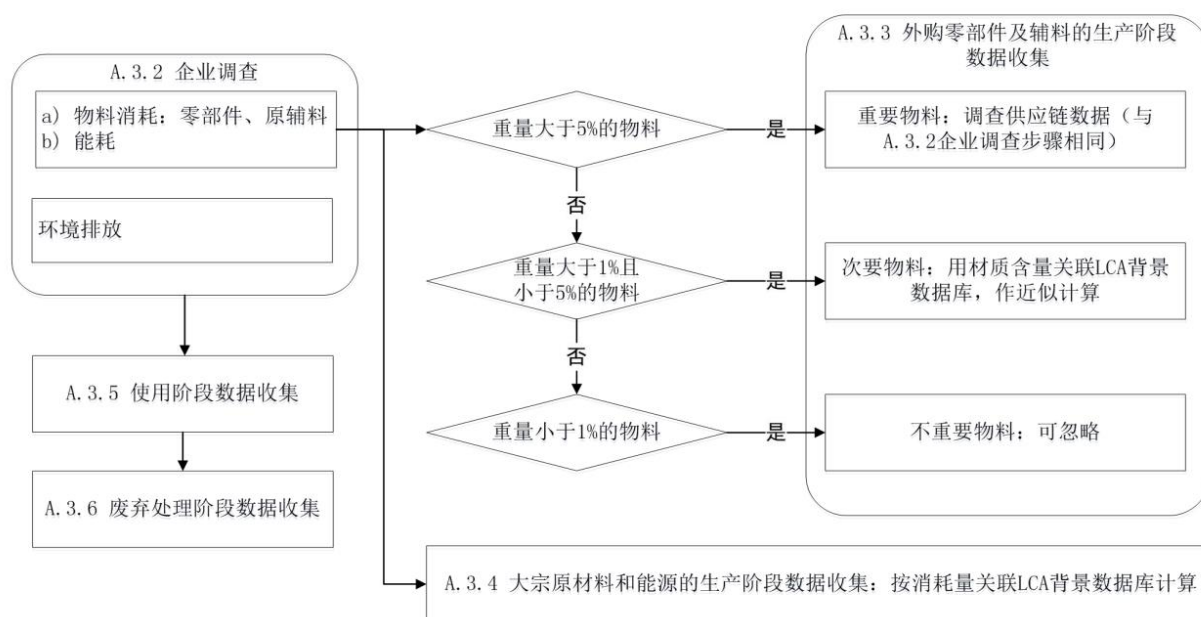 A.3.2 企业调查
a) 物料消耗：零部件、原辅料
b) 能耗
环境排放
A.3.5 使用阶段数据收集
A.3.6 废弃处理阶段数据收集
重量大于5%的物料
是
否
重量大于1%且
小于5%的物料
是
否
重量小于1%的物料
是
A.3.3 外购零部件及辅料的生产阶段
数据收集
重要物料：调查供应链数据（与
A.3.2企业调查步骤相同）
次要物料：用材质含量关联LCA背景
数据库，作近似计算
不重要物料：可忽略
A.3.4 大宗原材料和能源的生产阶段数据收集：按消耗量关联LCA背景数据库计算